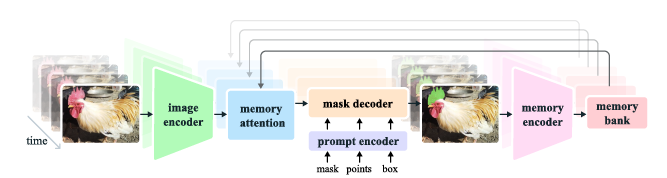 time
image
encoder
memory
attention
mask decoder
prompt encoder
mask points box
memory
encoder
memory
bank